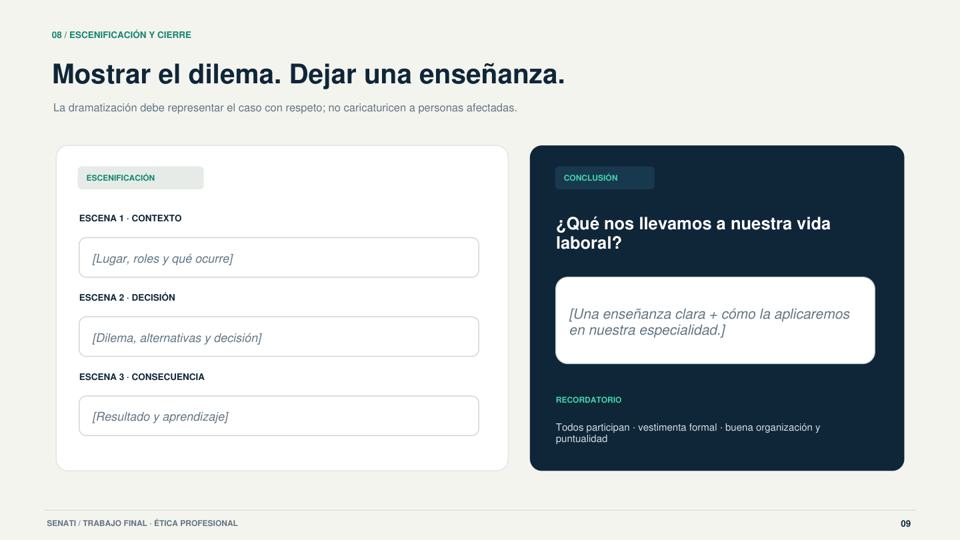 08 / ESCENIFICACIÓN Y CIERRE
Mostrar el dilema. Dejar una enseñanza.
La dramatización debe representar el caso con respeto; no caricaturicen a personas afectadas.
ESCENIFICACIÓN
ESCENA 1 · CONTEXTO
[Lugar, roles y qué ocurre]
ESCENA 2 · DECISIÓN
[Dilema, alternativas y decisión]
ESCENA 3 · CONSECUENCIA
[Resultado y aprendizaje]
CONCLUSIÓN
¿Qué nos llevamos a nuestra vida
laboral?
[Una enseñanza clara + cómo la aplicaremos
en nuestra especialidad.]
RECORDATORIO
Todos participan · vestimenta formal · buena organización y
puntualidad
SENATI / TRABAJO FINAL · ÉTICA PROFESIONAL
09